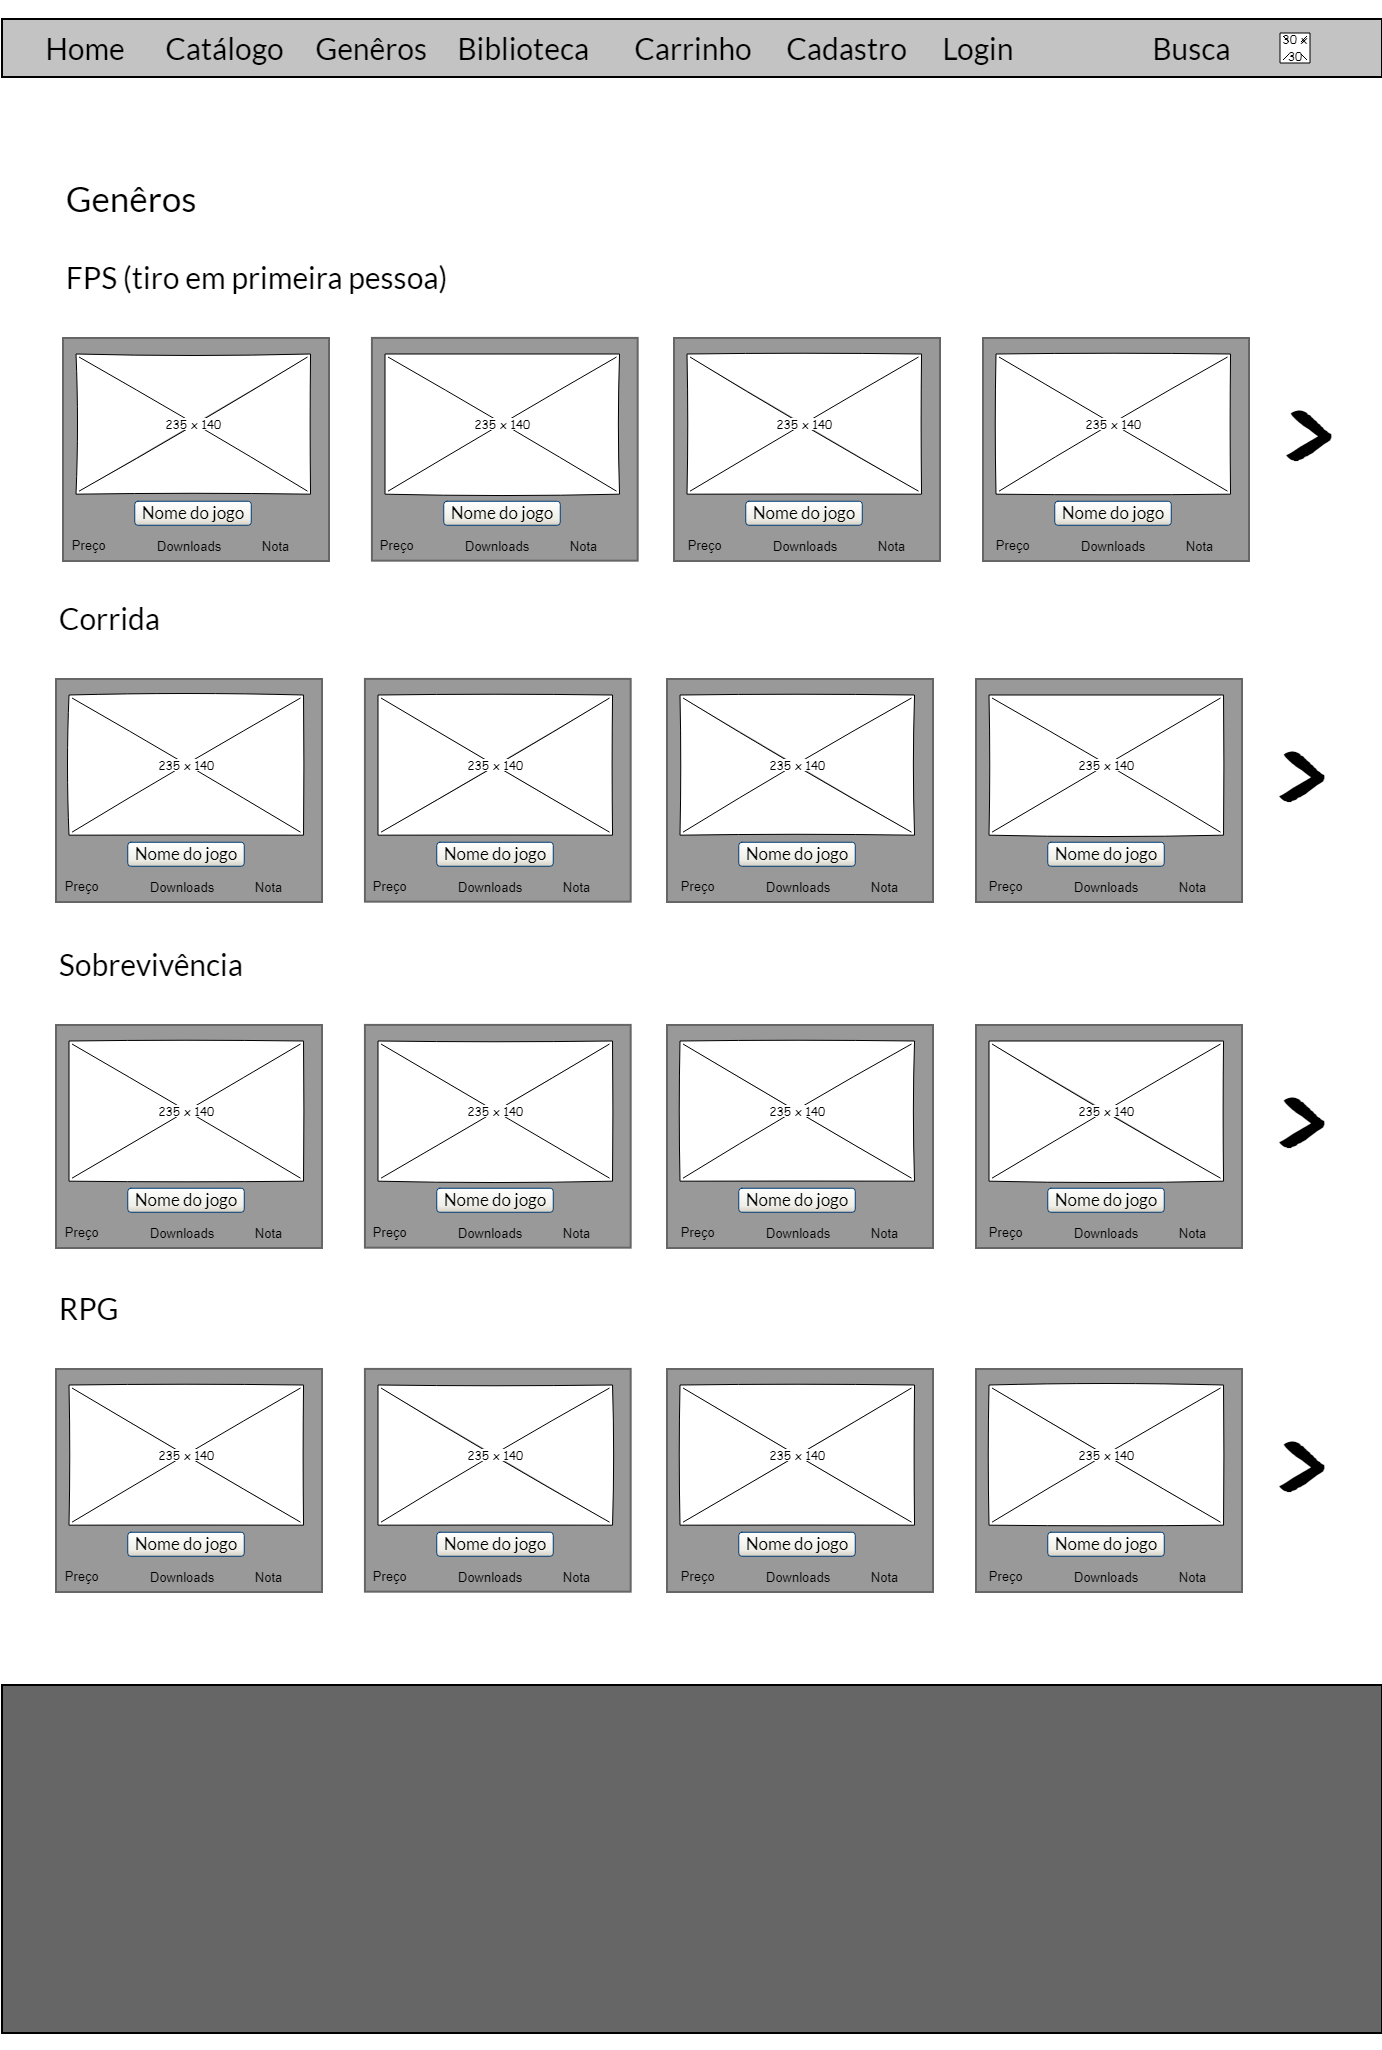 Home Catálogo Genêros Biblioteca Carrinho Cadastro Login Busca 30 x 30
Genêros
FPS (tiro em primeira pessoa)
235 x 140 235 x 140 235 x 140 235 x 140
Nome do jogo Nome do jogo Nome do jogo Nome do jogo
Preço Downloads Nota Preço Downloads Nota Preço Downloads Nota Preço Downloads Nota
Corrida
235 x 140 235 x 140 235 x 140 235 x 140
Nome do jogo Nome do jogo Nome do jogo Nome do jogo
Preço Downloads Nota Preço Downloads Nota Preço Downloads Nota Preço Downloads Nota
Sobrevivência
235 x 140 235 x 140 235 x 140 235 x 140
Nome do jogo Nome do jogo Nome do jogo Nome do jogo
Preço Downloads Nota Preço Downloads Nota Preço Downloads Nota Preço Downloads Nota
RPG
235 x 140 235 x 140 235 x 140 235 x 140
Nome do jogo Nome do jogo Nome do jogo Nome do jogo
Preço Downloads Nota Preço Downloads Nota Preço Downloads Nota Preço Downloads Nota